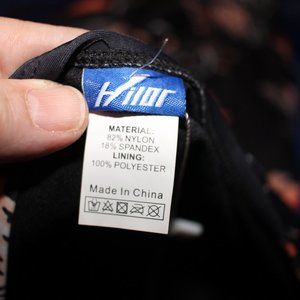 Hilor
MATERIAL:
82% NYLON
18% SPANDEX
LINING:
100% POLYESTER
Made In China